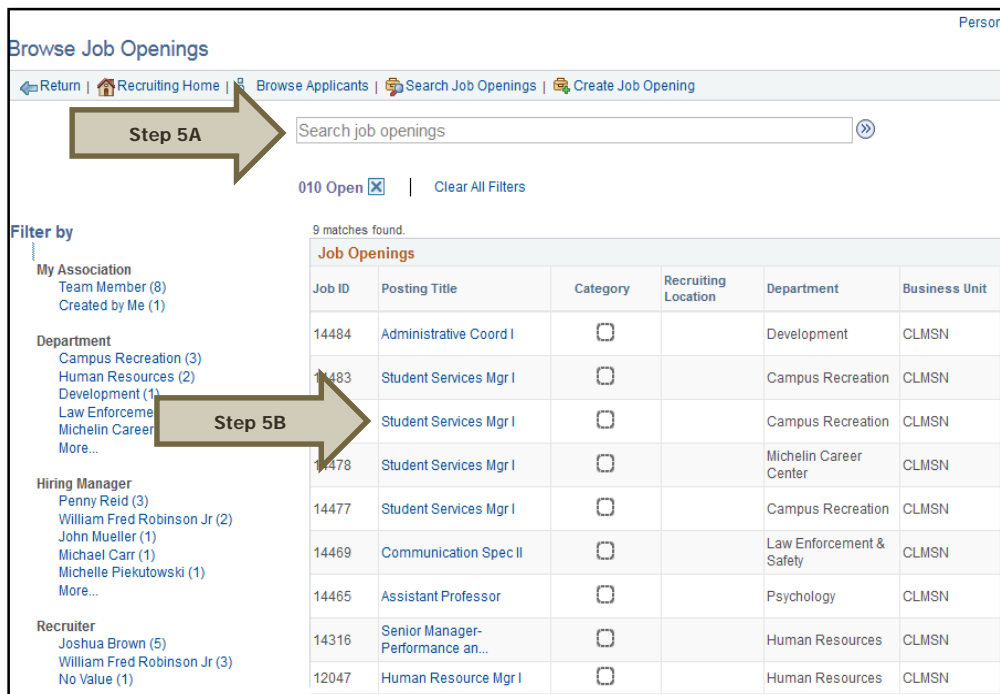 Person
Browse Job Openings
Return | Recruiting Home | Browse Applicants | Search Job Openings | Create Job Opening
Step 5A
Search job openings
010 Open | Clear All Filters
Filter by
My Association
Team Member (8)
Created by Me (1)
Department
Campus Recreation (3)
Human Resources (2)
Development (1)
Law Enforceme
Michelin Career
More...
Hiring Manager
Penny Reid (3)
William Fred Robinson Jr (2)
John Mueller (1)
Michael Carr (1)
Michelle Piekutowski (1)
More...
Recruiter
Joshua Brown (5)
William Fred Robinson Jr (3)
No Value (1)
9 matches found.
Job Openings
Job ID Posting Title Category Recruiting Location Department Business Unit
14484 Administrative Coord I Development CLMSN
14483 Student Services Mgr I Campus Recreation CLMSN
Step 5B
Student Services Mgr I Campus Recreation CLMSN
14478 Student Services Mgr I Michelin Career Center CLMSN
14477 Student Services Mgr I Campus Recreation CLMSN
14469 Communication Spec II Law Enforcement & Safety CLMSN
14465 Assistant Professor Psychology CLMSN
14316 Senior Manager-Performance an... Human Resources CLMSN
12047 Human Resource Mgr I Human Resources CLMSN